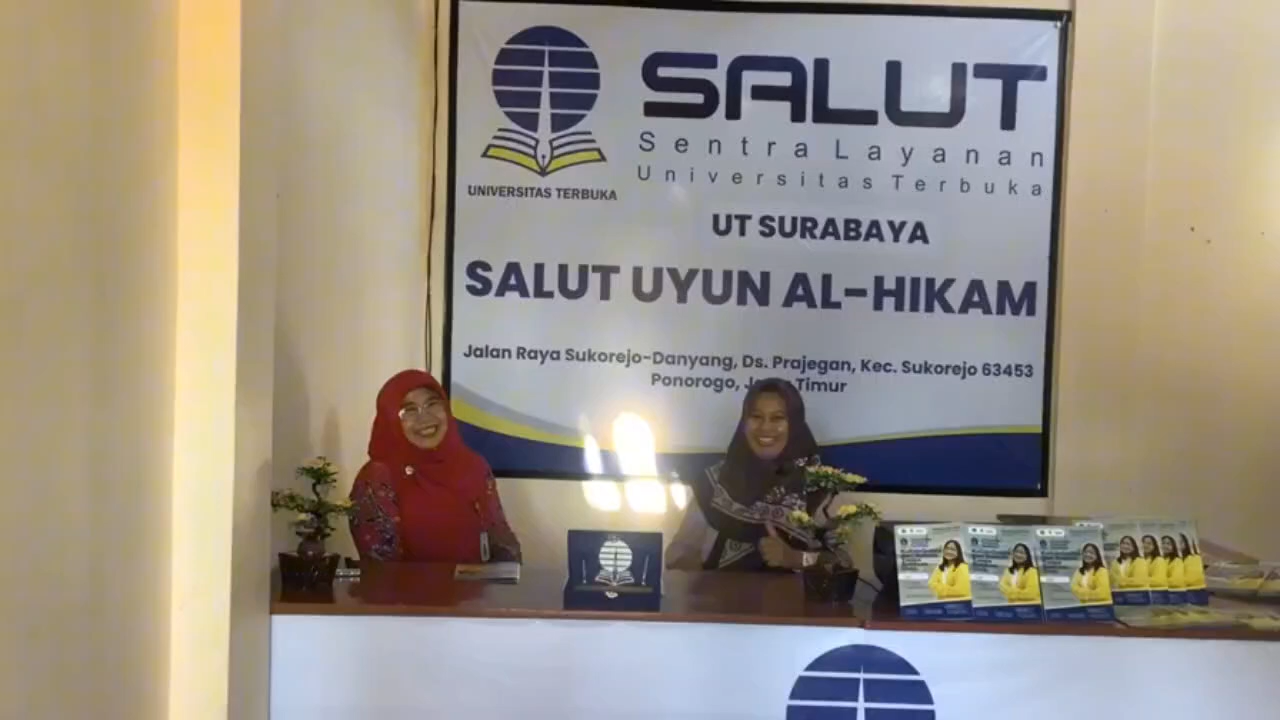 SALUT
Sentra Layanan
Universitas Terbuka
UNIVERSITAS TERBUKA
UT SURABAYA
SALUT UYUN AL-HIKAM
Jalan Raya Sukorejo-Danyang, Ds. Prajegan, Kec. Sukorejo 63453
Ponorogo, Timur